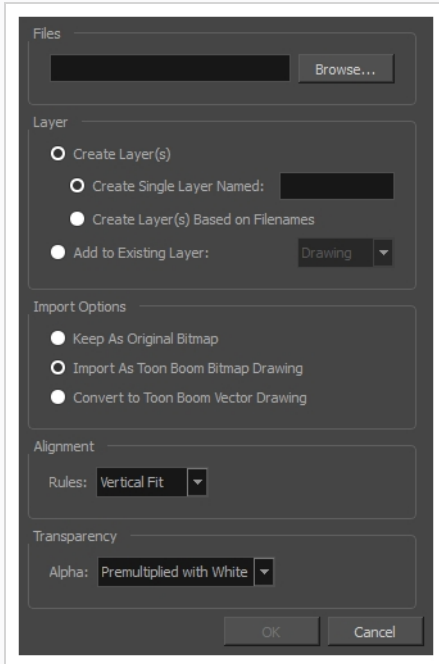 Files
Browse...
Layer
Create Layer(s)
Create Single Layer Named:
Create Layer(s) Based on Filenames
Add to Existing Layer: Drawing
Import Options
Keep As Original Bitmap
Import As Toon Boom Bitmap Drawing
Convert to Toon Boom Vector Drawing
Alignment
Rules: Vertical Fit
Transparency
Alpha: Premultiplied with White
OK Cancel